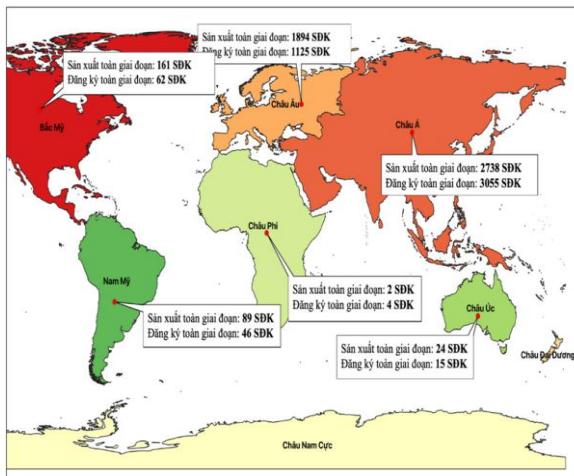 Sản xuất toàn giai đoạn: 1894 SĐK
Đăng ký toàn giai đoạn: 1125 SĐK
Sản xuất toàn giai đoạn: 161 SĐK
Đăng ký toàn giai đoạn: 62 SĐK
Bắc Mỹ
Châu Âu
Châu Á
Sản xuất toàn giai đoạn: 2738 SĐK
Đăng ký toàn giai đoạn: 3055 SĐK
Châu Phi
Nam Mỹ
Sản xuất toàn giai đoạn: 2 SĐK
Đăng ký toàn giai đoạn: 4 SĐK
Sản xuất toàn giai đoạn: 89 SĐK
Đăng ký toàn giai đoạn: 46 SĐK
Châu Úc
Sản xuất toàn giai đoạn: 24 SĐK
Đăng ký toàn giai đoạn: 15 SĐK
Châu Đại Dương
Châu Nam Cực